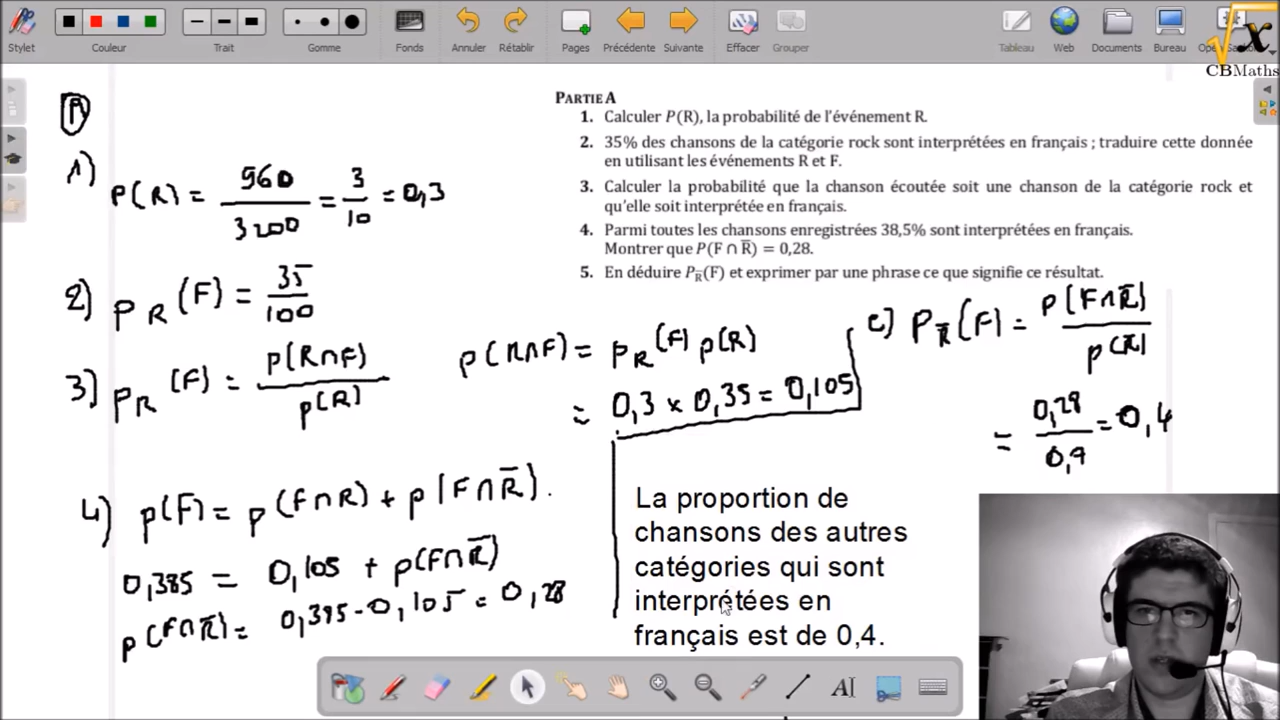 Stylet
Couleur
Trait
Gomme
Fonds
Annuler
Rétablir
Pages
Précédente
Suivante
Effacer
Grouper
Tableau
Web
Documents
Bureau
√x
CBMaths
PARTIE A
1. Calculer P(R), la probabilité de l'événement R.
2. 35% des chansons de la catégorie rock sont interprétées en français ; traduire cette donnée
en utilisant les événements R et F.
3. Calculer la probabilité que la chanson écoutée soit une chanson de la catégorie rock et
qu'elle soit interprétée en français.
4. Parmi toutes les chansons enregistrées 38,5% sont interprétées en français.
Montrer que P(F ∩ R̅) = 0,28.
5. En déduire P_R̅(F) et exprimer par une phrase ce que signifie ce résultat.
A
1) P(R) = 960/3200 = 3/10 = 0,3
2) P_R(F) = 35/100
3) P_R(F) = p(R∩F)/p(R)
p(R∩F) = p_R(F) p(R)
= 0,3 × 0,35 = 0,105
4) p(F) = p(F∩R) + p(F∩R̅).
0,385 = 0,105 + p(F∩R̅)
p(F∩R̅) = 0,385 - 0,105 = 0,28
e) P_R̅(F) = p(F∩R̅)/p(R̅)
= 0,28/0,9 = 0,4
La proportion de
chansons des autres
catégories qui sont
interprétées en
français est de 0,4.
AI